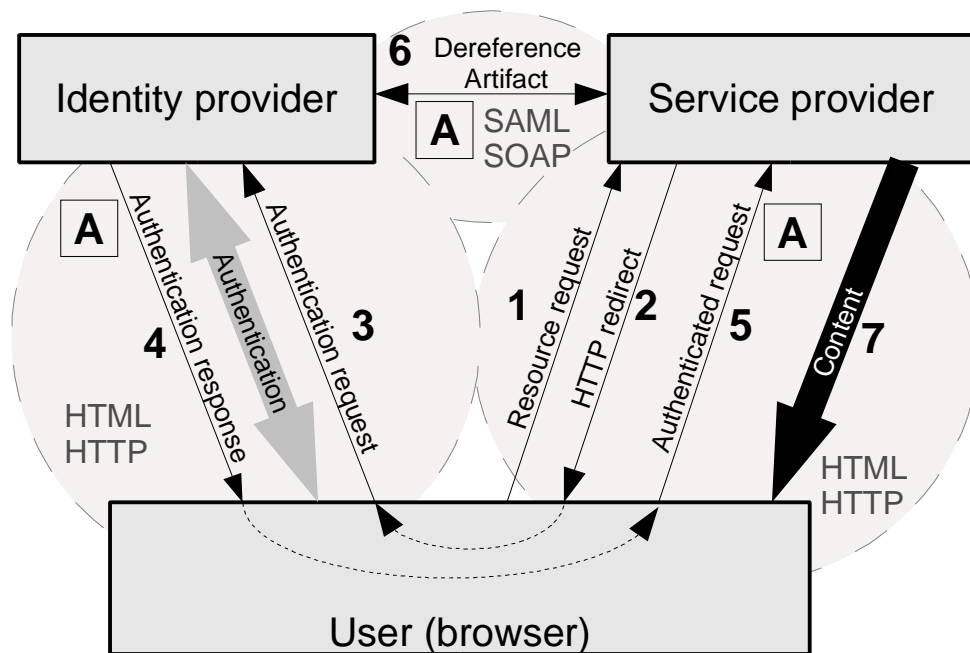 6
Dereference
Artifact
Identity provider
Service provider
A
SAML
SOAP
A
Authentication response
4
Authentication
Authentication request
3
1
Resource request
HTTP redirect
2
Authenticated request
5
A
Content
7
HTML
HTTP
HTML
HTTP
User (browser)